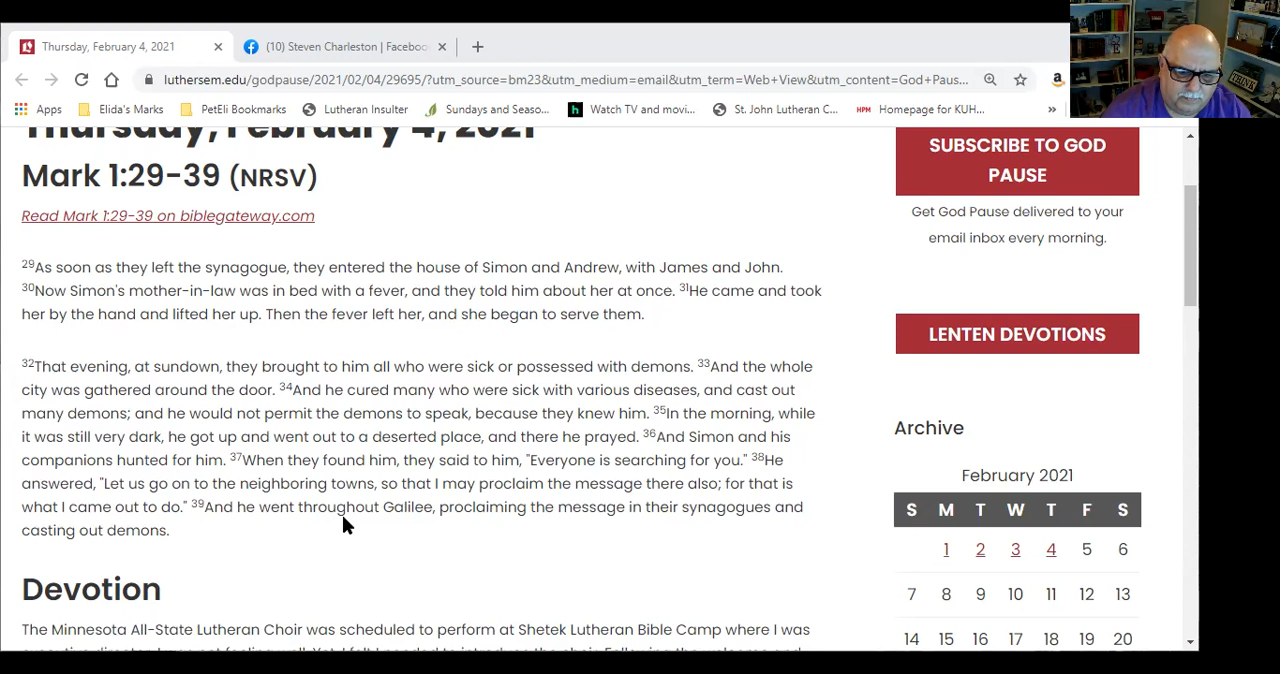 Thursday, February 4, 2021
(10) Steven Charleston | Facebo
luthersem.edu/godpause/2021/02/04/29695/?utm_source=bm23&utm_medium=email&utm_term=Web+View&utm_content=God+Paus...
Apps Elida's Marks PetEli Bookmarks Lutheran Insulter Sundays and Seaso... Watch TV and movi... St. John Lutheran C... HPM Homepage for KUH... »
THINK
Thursday, February 4, 2021
Mark 1:29-39 (NRSV)
Read Mark 1:29-39 on biblegateway.com
29As soon as they left the synagogue, they entered the house of Simon and Andrew, with James and John.
30Now Simon's mother-in-law was in bed with a fever, and they told him about her at once. 31He came and took
her by the hand and lifted her up. Then the fever left her, and she began to serve them.
32That evening, at sundown, they brought to him all who were sick or possessed with demons. 33And the whole
city was gathered around the door. 34And he cured many who were sick with various diseases, and cast out
many demons; and he would not permit the demons to speak, because they knew him. 35In the morning, while
it was still very dark, he got up and went out to a deserted place, and there he prayed. 36And Simon and his
companions hunted for him. 37When they found him, they said to him, "Everyone is searching for you." 38He
answered, "Let us go on to the neighboring towns, so that I may proclaim the message there also; for that is
what I came out to do." 39And he went throughout Galilee, proclaiming the message in their synagogues and
casting out demons.
Devotion
The Minnesota All-State Lutheran Choir was scheduled to perform at Shetek Lutheran Bible Camp where I was
SUBSCRIBE TO GOD
PAUSE
Get God Pause delivered to your
email inbox every morning.
LENTEN DEVOTIONS
Archive
February 2021
S M T W T F S
1 2 3 4 5 6
7 8 9 10 11 12 13
14 15 16 17 18 19 20